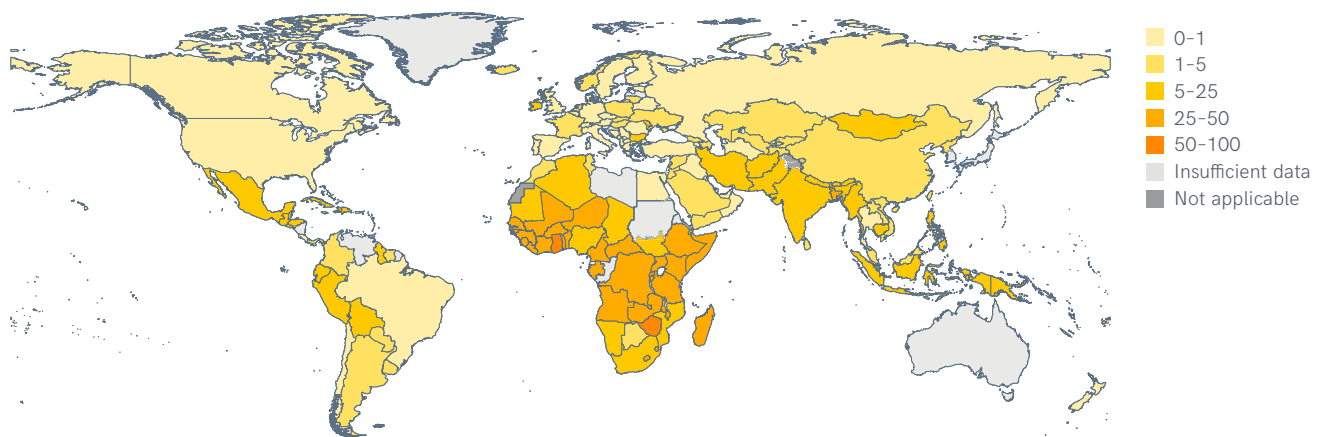 0–1
1–5
5–25
25–50
50–100
Insufficient data
Not applicable